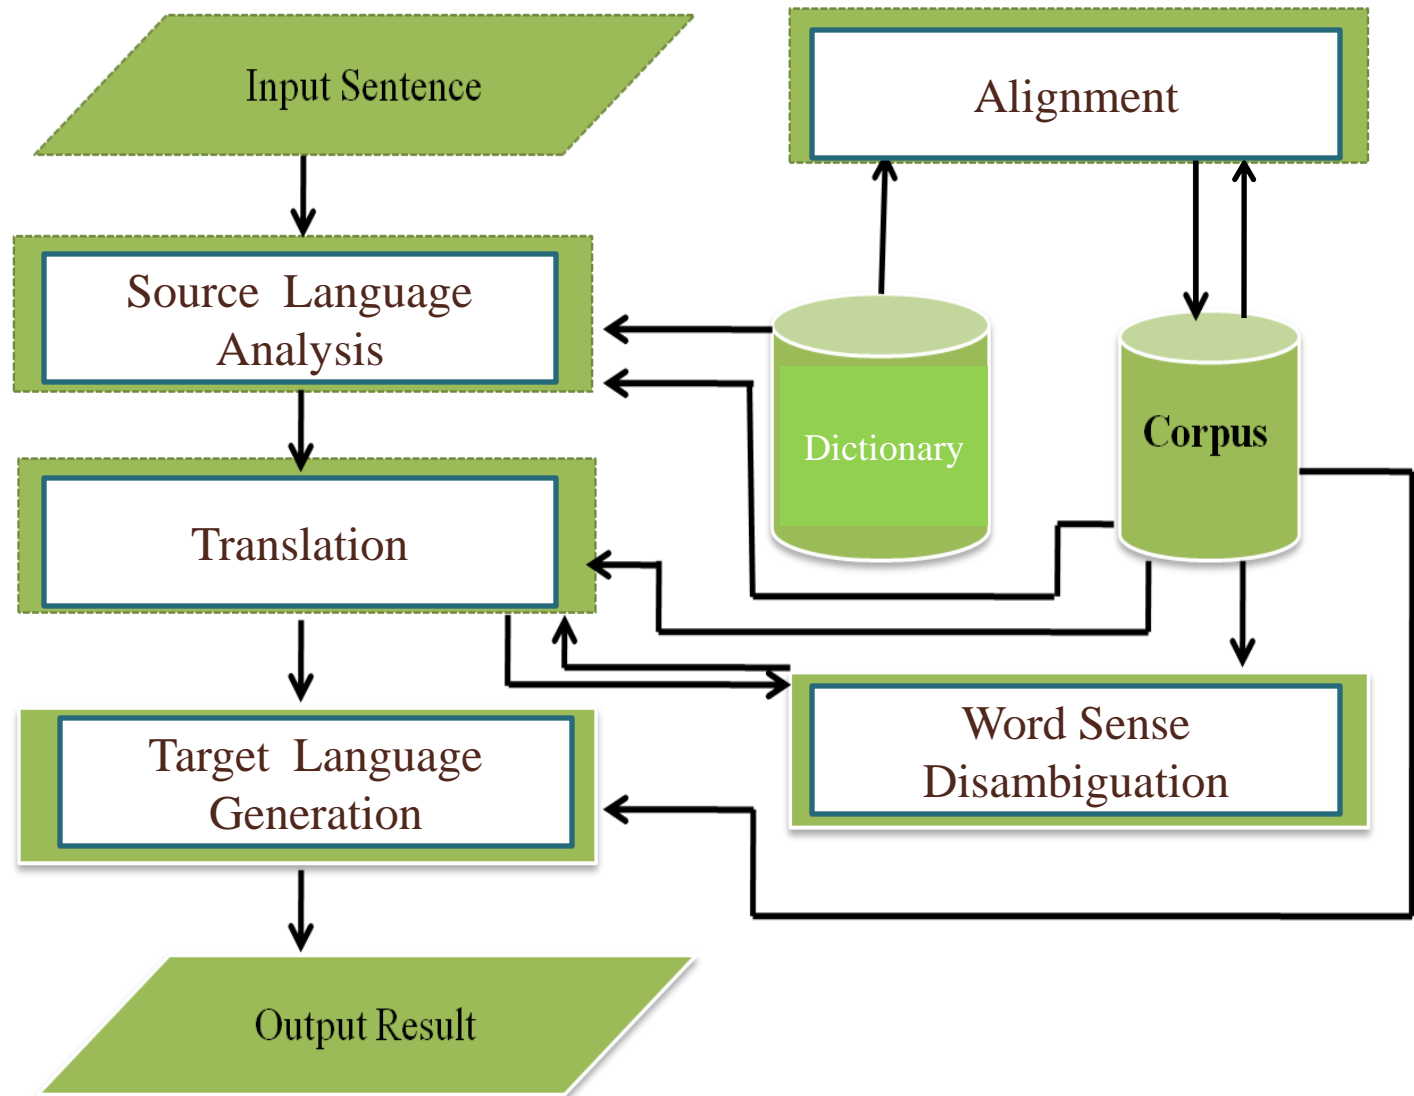 Input Sentence
Alignment
Source Language
Analysis
Dictionary
Corpus
Translation
Word Sense
Disambiguation
Target Language
Generation
Output Result